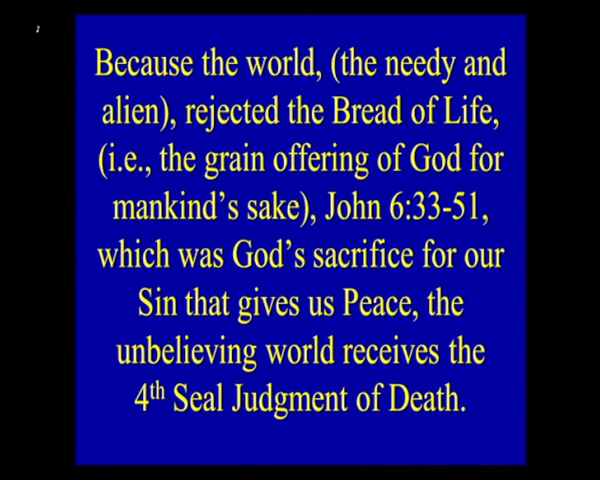 Because the world, (the needy and
alien), rejected the Bread of Life,
(i.e., the grain offering of God for
mankind's sake), John 6:33-51,
which was God's sacrifice for our
Sin that gives us Peace, the
unbelieving world receives the
4th Seal Judgment of Death.